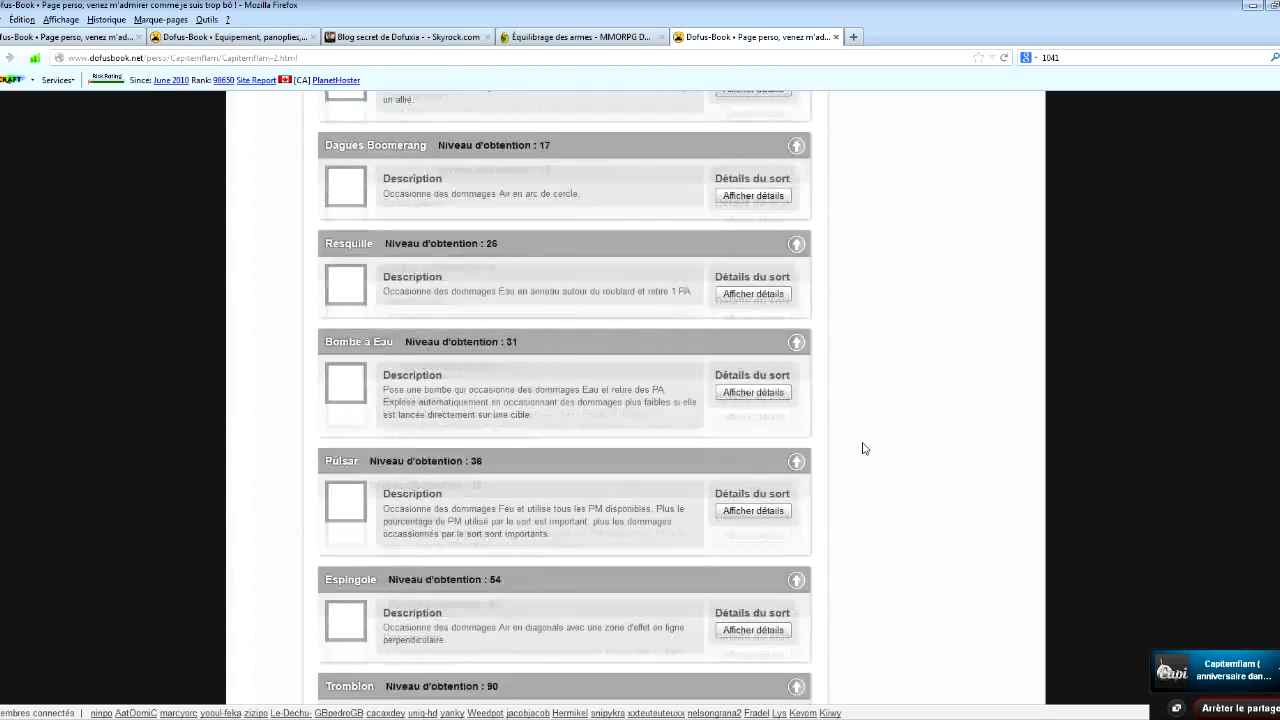 ofus-Book • Page perso, venez m'admirer comme je suis trop bô ! - Mozilla Firefox
Édition Affichage Historique Marque-pages Outils ?
ofus-Book • Page perso, venez m'ad...
Dofus-Book • Equipement, panoplies,...
Blog secret de Dofuxia - - Skyrock.com
Équilibrage des armes - MMORPG D...
Dofus-Book • Page perso, venez m'ad...
www.dofusbook.net/perso/Capitemflam/Capitemflam-2.html
1041
CRAFT Services Risk Rating Since: June 2010 Rank: 98650 Site Report [CA] PlanetHoster
un allié.
Dagues Boomerang Niveau d'obtention : 17
Description
Détails du sort
Occasionne des dommages Air en arc de cercle.
Afficher détails
Resquille Niveau d'obtention : 26
Description
Détails du sort
Occasionne des dommages Eau en anneau autour du roublard et retire 1 PA
Afficher détails
Bombe à Eau Niveau d'obtention : 31
Description
Détails du sort
Pose une bombe qui occasionne des dommages Eau et retire des PA.
Explose automatiquement en occasionnant des dommages plus faibles si elle
est lancée directement sur une cible.
Afficher détails
Pulsar Niveau d'obtention : 36
Description
Détails du sort
Occasionne des dommages Feu et utilise tous les PM disponibles. Plus le
pourcentage de PM utilisé par le sort est important, plus les dommages
occassionnés par le sort sont importants.
Afficher détails
Espingole Niveau d'obtention : 54
Description
Détails du sort
Occasionne des dommages Air en diagonale avec une zone d'effet en ligne
perpendiculaire.
Afficher détails
Tromblon Niveau d'obtention : 90
Capi
Capitemflam (
anniversaire dan...
Arrêter le partage
embres connectés | ninpo AatOomiC marcyorc yooul-feka zizipo Le-Dechu- GBpedroGB cacaxdey uniq-hd yanky Wordpot jacobjacob Hermikel snipykra xxteuteuteuxx nelsongrana2 Fradel Lys Kevom Kiiwy